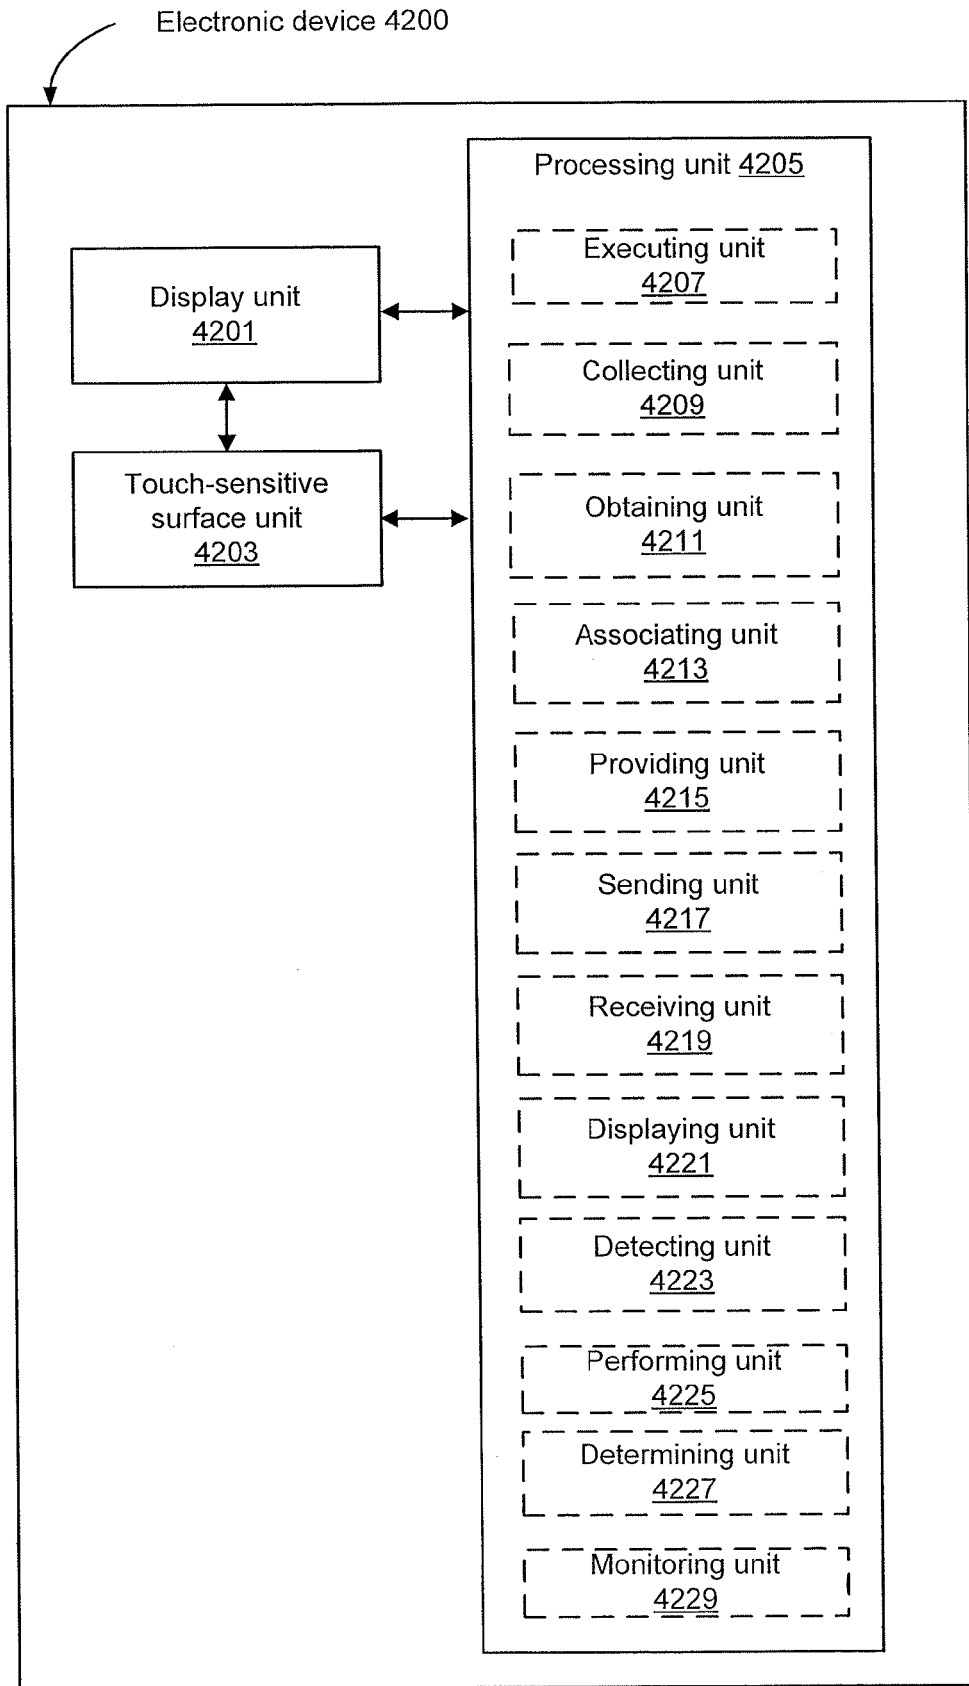 Electronic device 4200
Processing unit 4205
Display unit
4201
Touch-sensitive
surface unit
4203
Executing unit
4207
Collecting unit
4209
Obtaining unit
4211
Associating unit
4213
Providing unit
4215
Sending unit
4217
Receiving unit
4219
Displaying unit
4221
Detecting unit
4223
Performing unit
4225
Determining unit
4227
Monitoring unit
4229